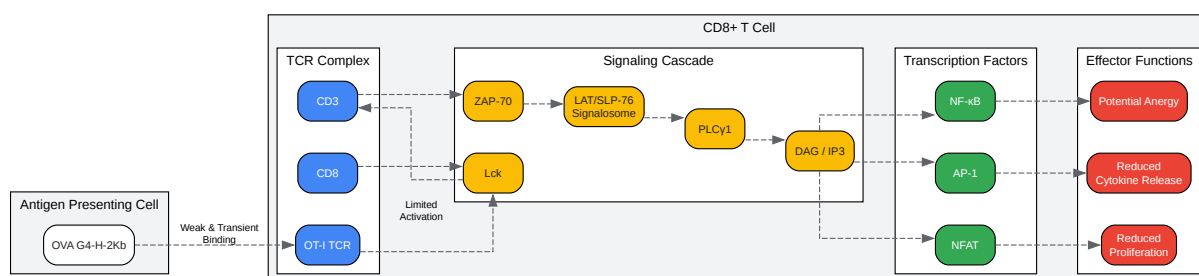 CD8+ T Cell
TCR Complex
Signaling Cascade
Transcription Factors
Effector Functions
CD3
ZAP-70
LAT/SLP-76
Signalosome
PLCγ1
DAG / IP3
NF-κB
Potential Anergy
CD8
Lck
AP-1
Reduced
Cytokine Release
Limited
Activation
Antigen Presenting Cell
OVA G4-H-2Kb
Weak & Transient
Binding
OT-I TCR
NFAT
Reduced
Proliferation